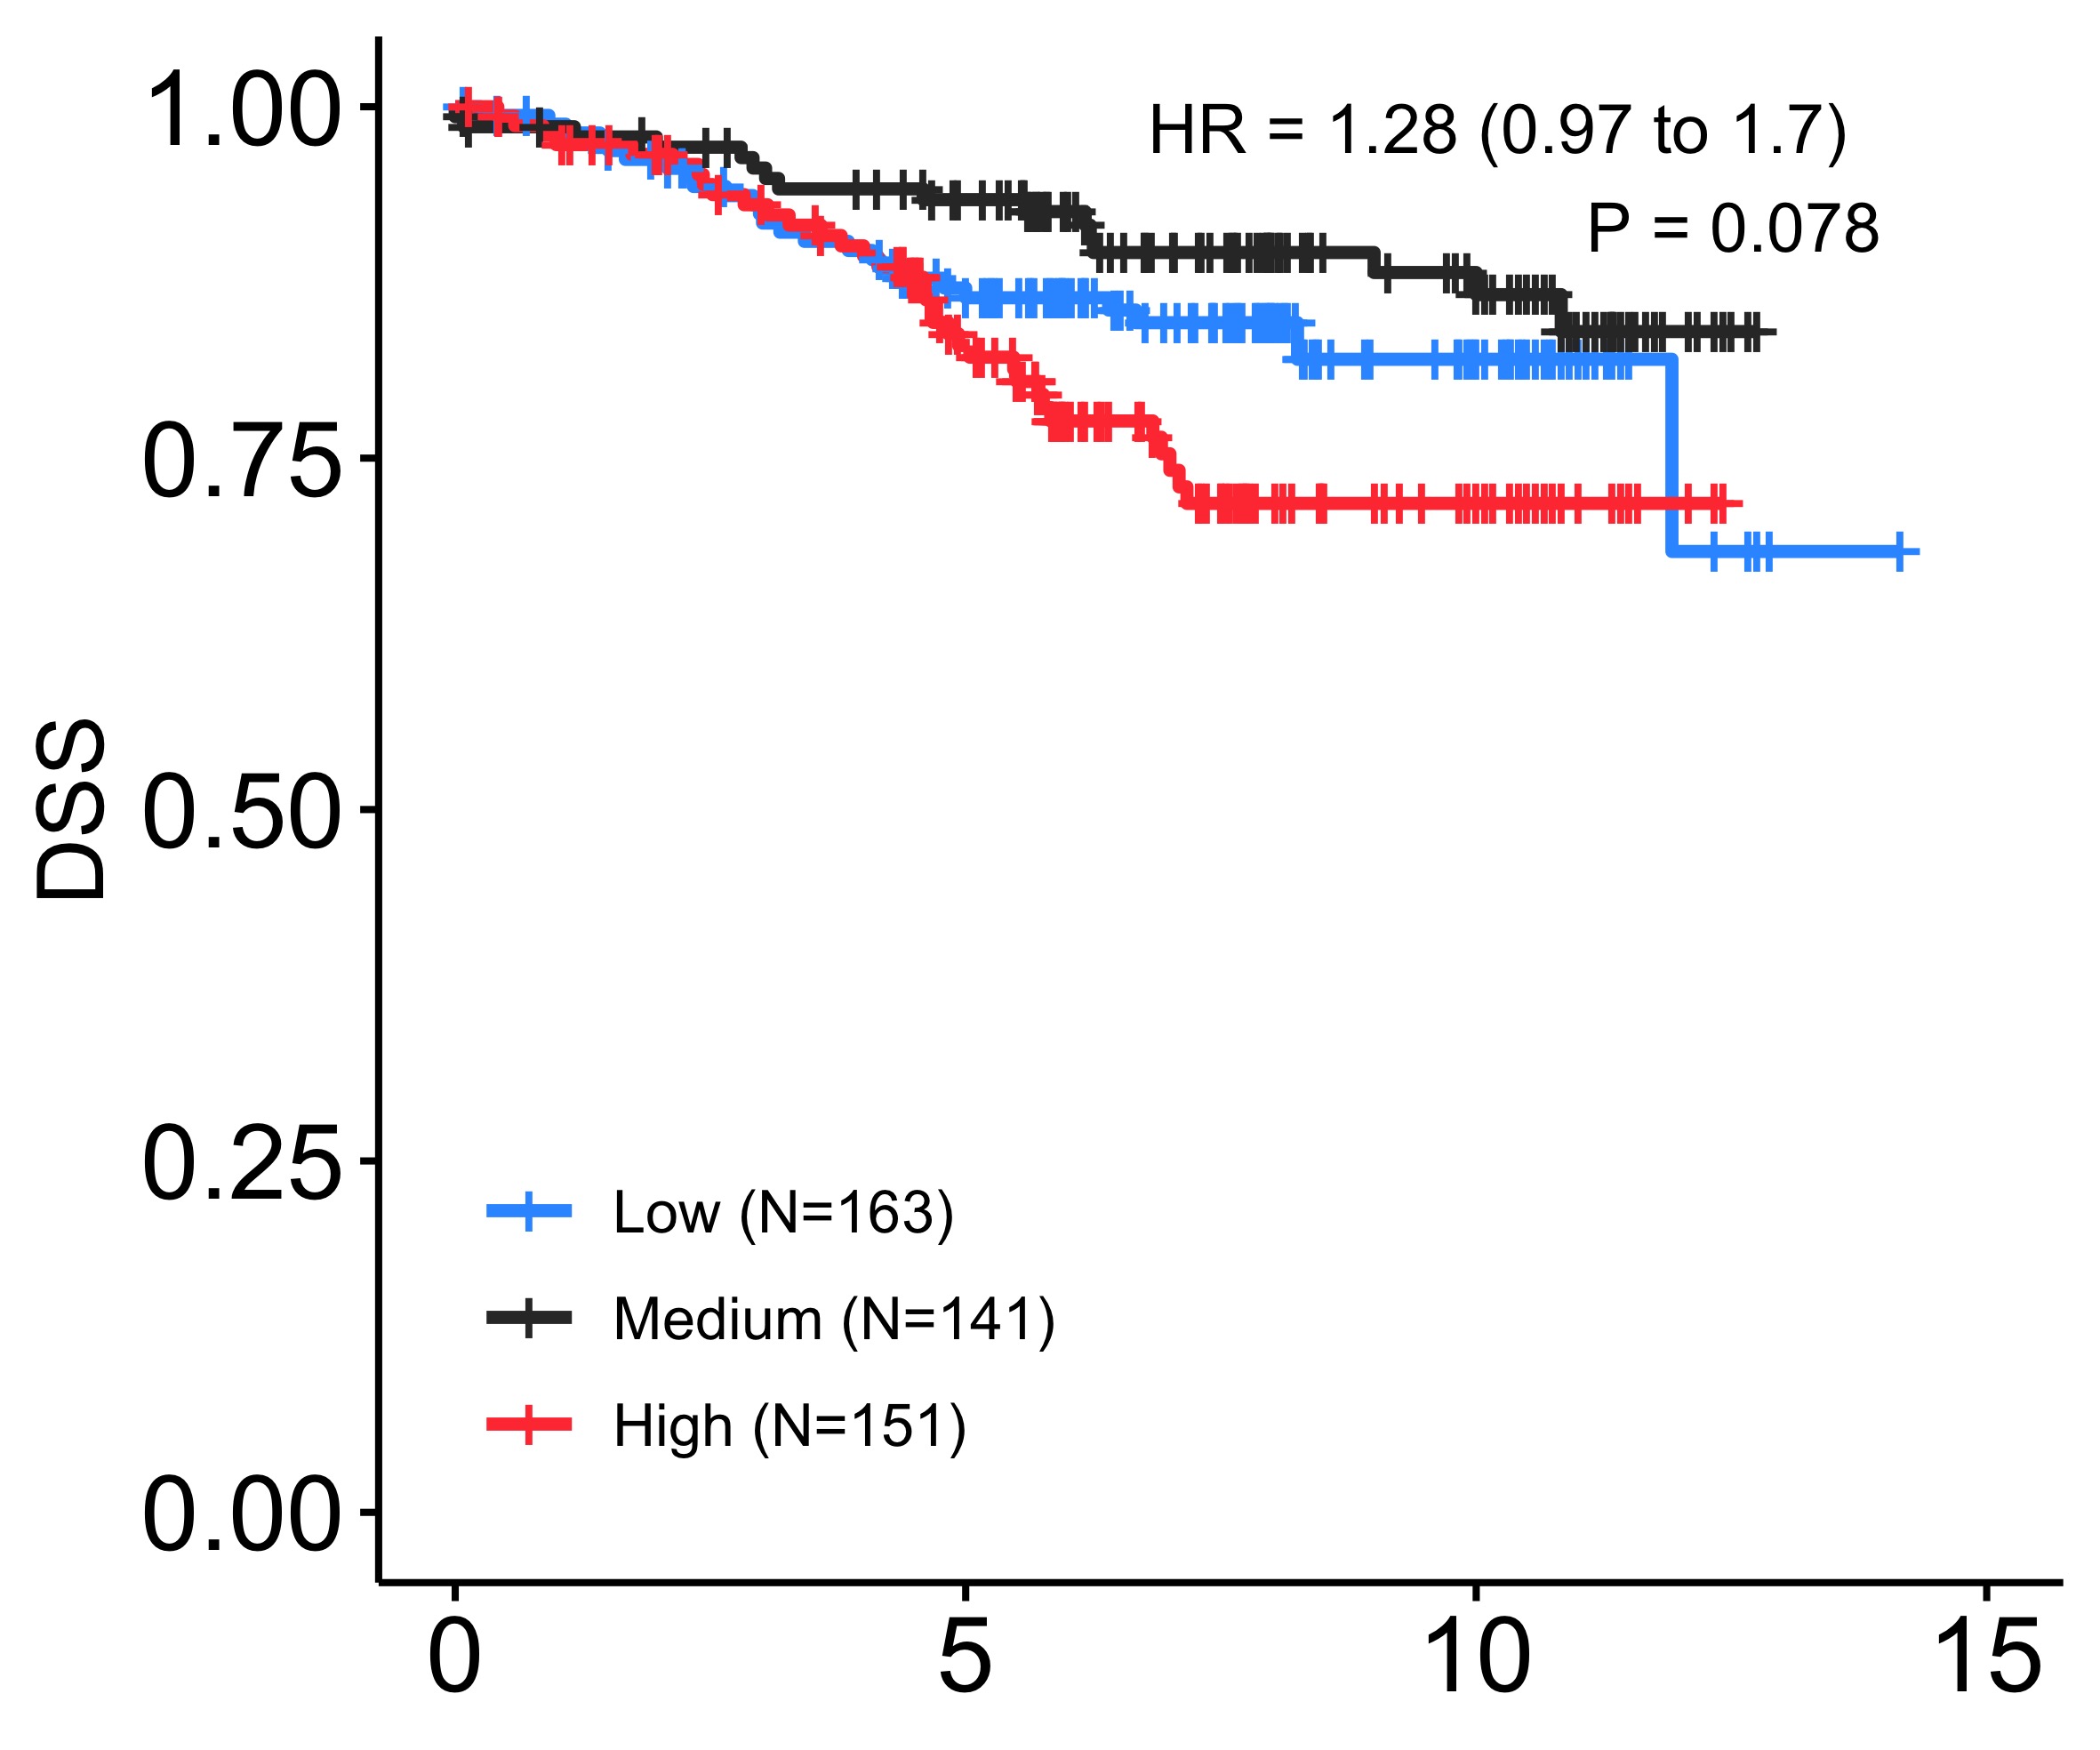 1.00
HR = 1.28 (0.97 to 1.7)
P = 0.078
0.75
DSS
0.50
0.25
Low (N=163)
Medium (N=141)
High (N=151)
0.00
0 5 10 15